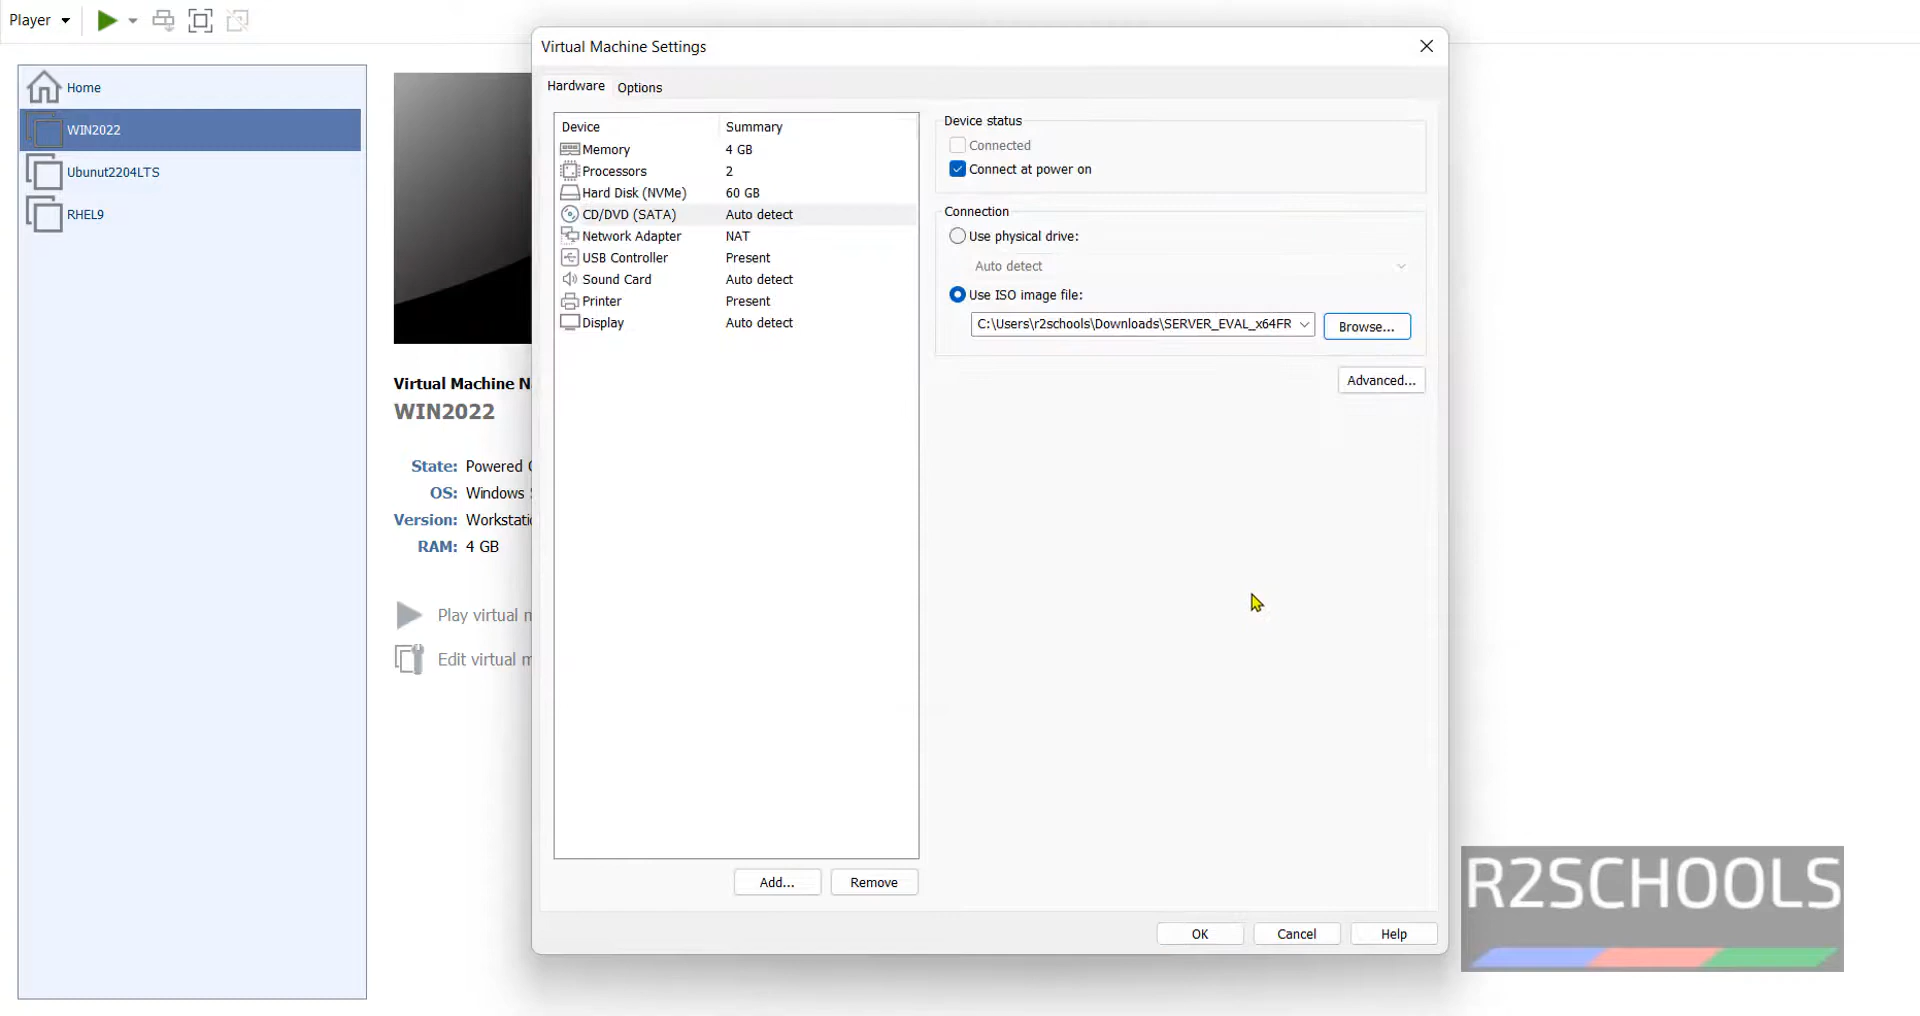 Player
Home
WIN2022
Ubunut2204LTS
RHEL9
Virtual Machine N
WIN2022
State: Powered
OS: Windows
Version: Workstatio
RAM: 4 GB
Play virtual
Edit virtual
Virtual Machine Settings
Hardware Options
Device Summary
Memory 4 GB
Processors 2
Hard Disk (NVMe) 60 GB
CD/DVD (SATA) Auto detect
Network Adapter NAT
USB Controller Present
Sound Card Auto detect
Printer Present
Display Auto detect
Add... Remove
Device status
Connected
Connect at power on
Connection
Use physical drive:
Auto detect
Use ISO image file:
C:\Users\r2schools\Downloads\SERVER_EVAL_x64FR Browse...
Advanced...
OK Cancel Help
R2SCHOOLS